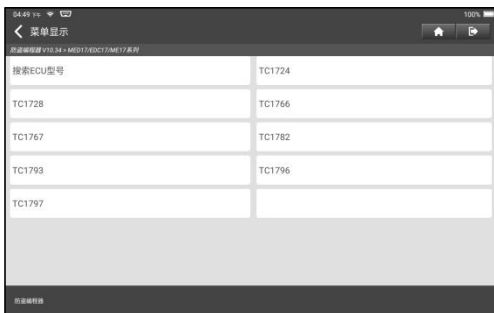 04:49 下午 100%
菜单显示
防盗编程器 V10.34 > MED17/EDC17/ME17系列
搜索ECU型号 TC1724
TC1728 TC1766
TC1767 TC1782
TC1793 TC1796
TC1797
防盗编程器